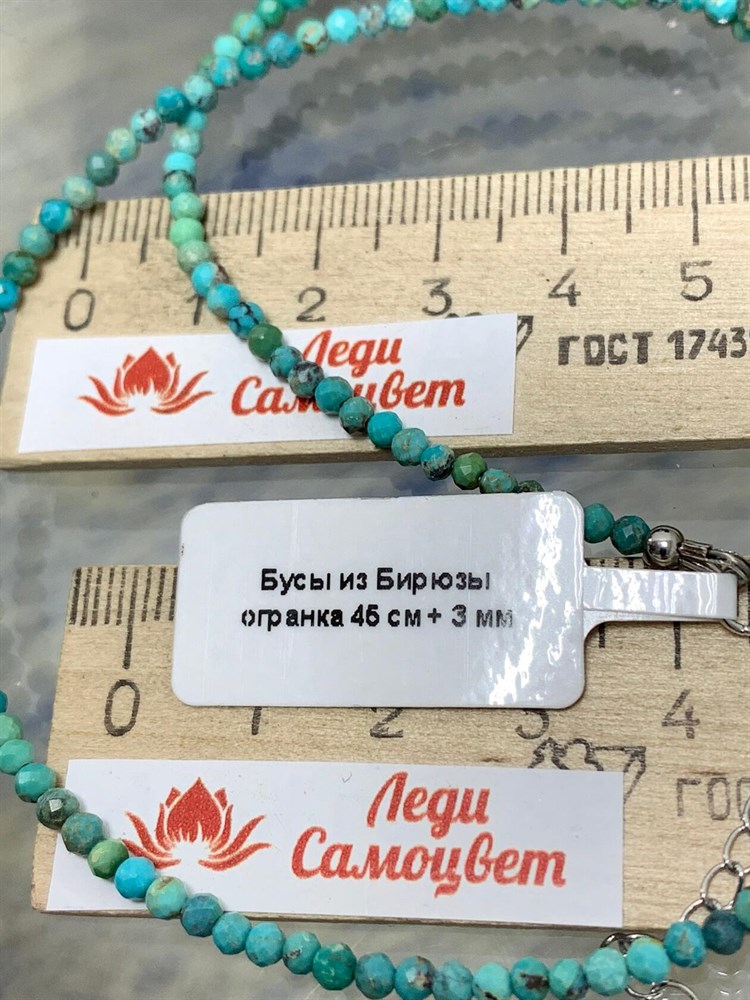 0 1 2 3 4 5
ГОСТ 1743
Леди
Самоцвет
Бусы из Бирюзы
огранка 45 см + 3 мм
0 1 2 3 4
ГОС
Леди
Самоцвет